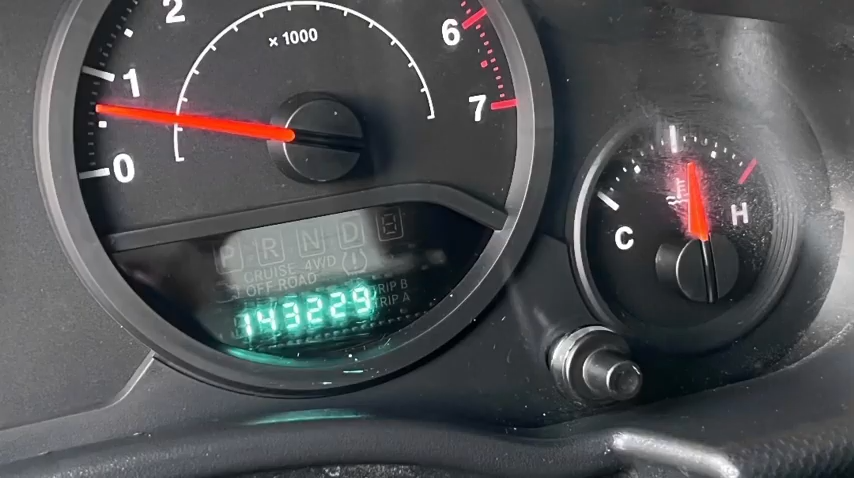 2
x 1000
6
1
7
0
C
H
P R N D
CRUISE 4WD
OFF ROAD
TRIP B
TRIP A
143229